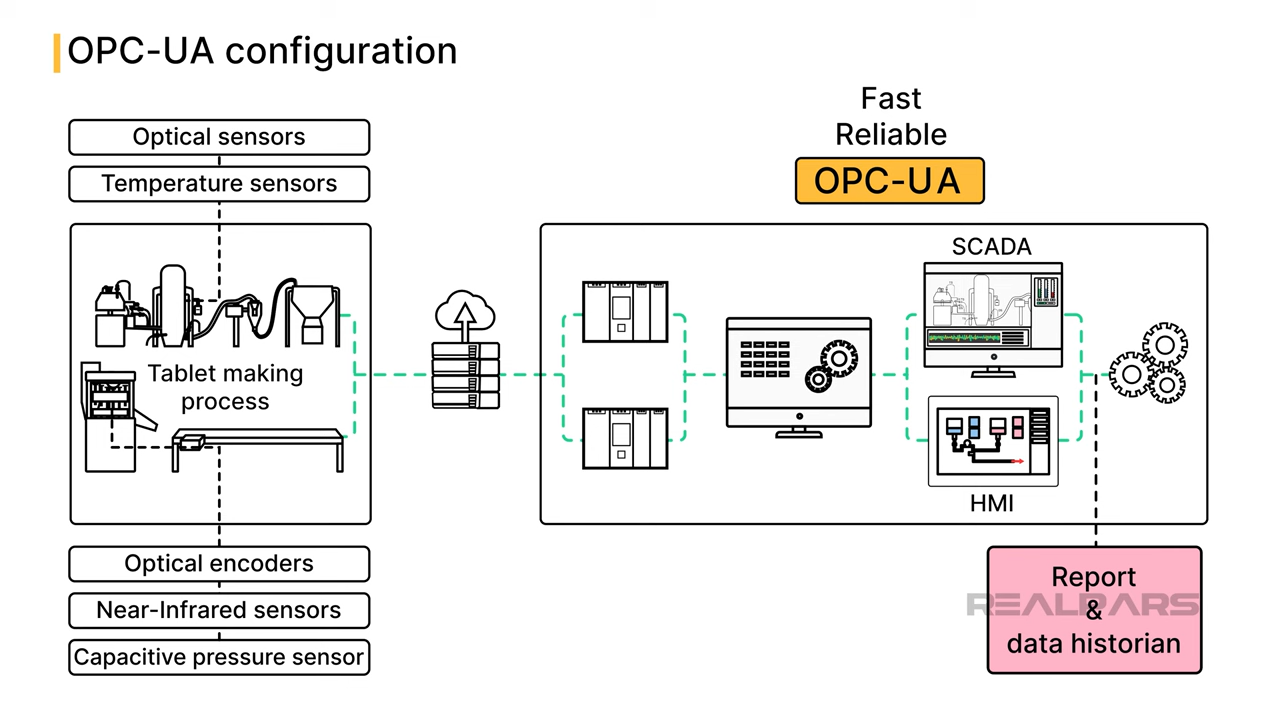 OPC-UA configuration
Optical sensors
Temperature sensors
Tablet making
process
Optical encoders
Near-Infrared sensors
Capacitive pressure sensor
Fast
Reliable
OPC-UA
SCADA
HMI
Report
&
data historian
REALPARS